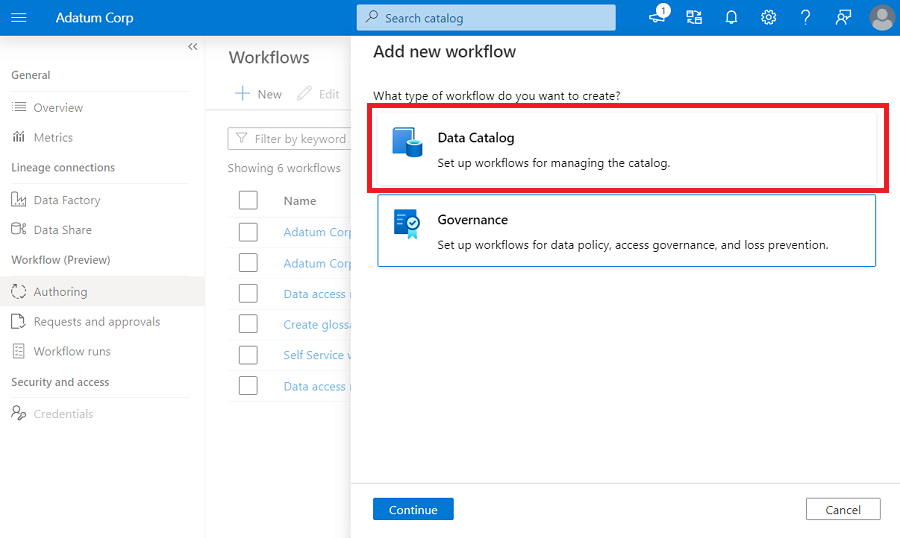 Adatum Corp
Search catalog
1
General
Overview
Metrics
Lineage connections
Data Factory
Data Share
Workflow (Preview)
Authoring
Requests and approvals
Workflow runs
Security and access
Credentials
Workflows
New Edit
Filter by keyword
Showing 6 workflows
Name
Adatum Corp
Adatum Corp
Data access
Create gloss
Self Service
Data access
Add new workflow
What type of workflow do you want to create?
Data Catalog
Set up workflows for managing the catalog.
Governance
Set up workflows for data policy, access governance, and loss prevention.
Continue
Cancel